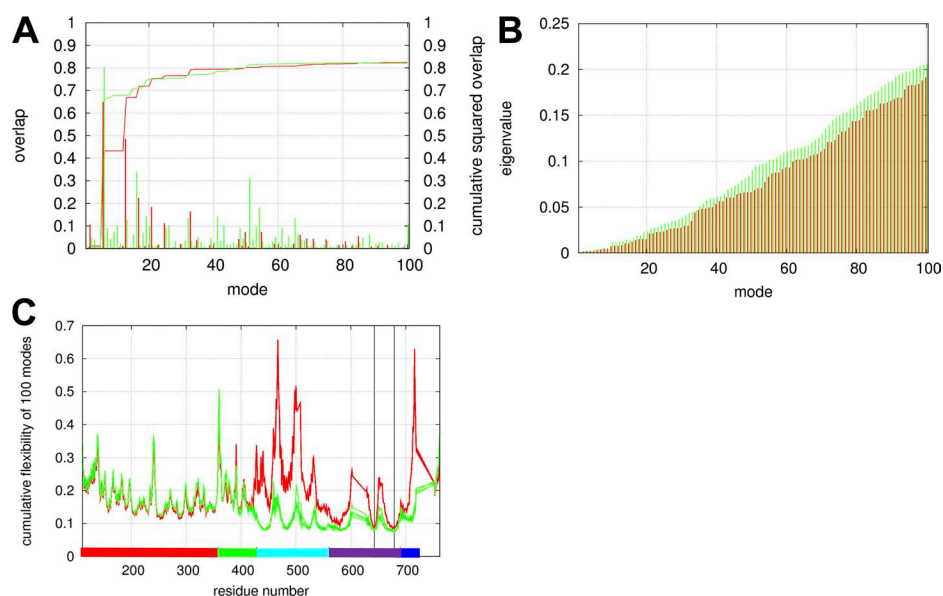 A
1
0.9
0.8
0.7
0.6
0.5
0.4
0.3
0.2
0.1
0
overlap
20 40 60 80 100
mode
1
0.9
0.8
0.7
0.6
0.5
0.4
0.3
0.2
0.1
0
cumulative squared overlap
B
0.25
0.2
0.15
0.1
0.05
0
eigenvalue
20 40 60 80 100
mode
C
0.7
0.6
0.5
0.4
0.3
0.2
0.1
0
cumulative flexibility of 100 modes
200 300 400 500 600 700
residue number